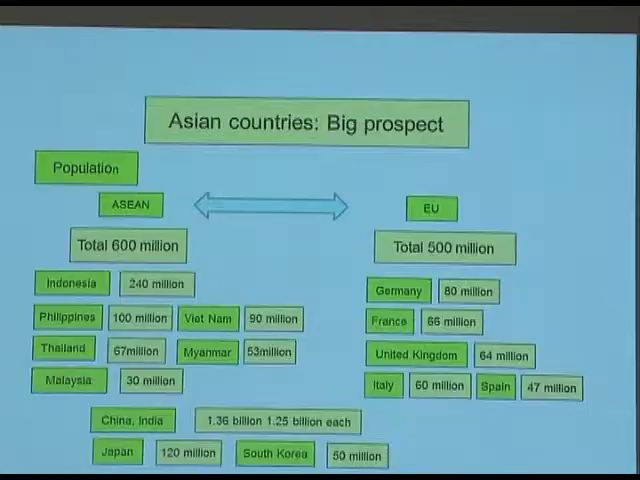 Asian countries: Big prospect
Population
ASEAN EU
Total 600 million Total 500 million
Indonesia 240 million Germany 80 million
Philippines 100 million Viet Nam 90 million France 66 million
Thailand 67million Myanmar 53million United Kingdom 64 million
Malaysia 30 million Italy 60 million Spain 47 million
China, India 1.36 billion 1.25 billion each
Japan 120 million South Korea 50 million